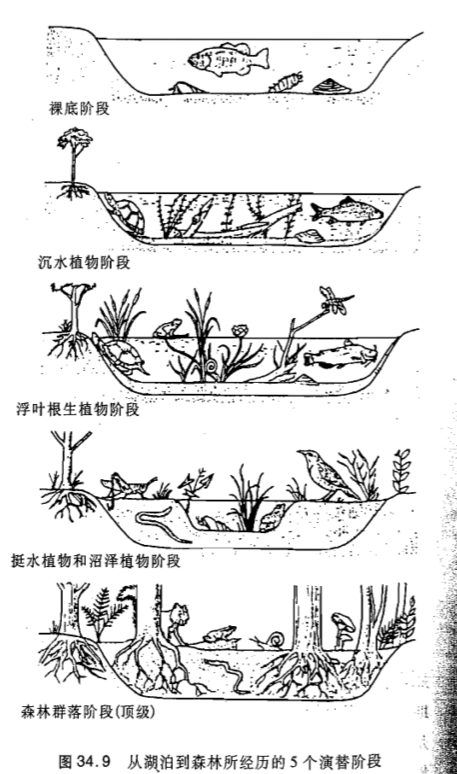 裸底阶段
沉水植物阶段
浮叶根生植物阶段
挺水植物和沼泽植物阶段
森林群落阶段(顶级)
图 34.9 从湖泊到森林所经历的 5 个演替阶段